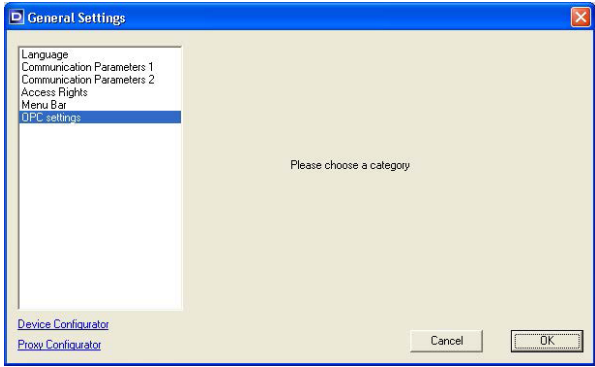 General Settings
Language
Communication Parameters 1
Communication Parameters 2
Access Rights
Menu Bar
OPC settings
Please choose a category
Device Configurator
Proxy Configurator
Cancel
OK